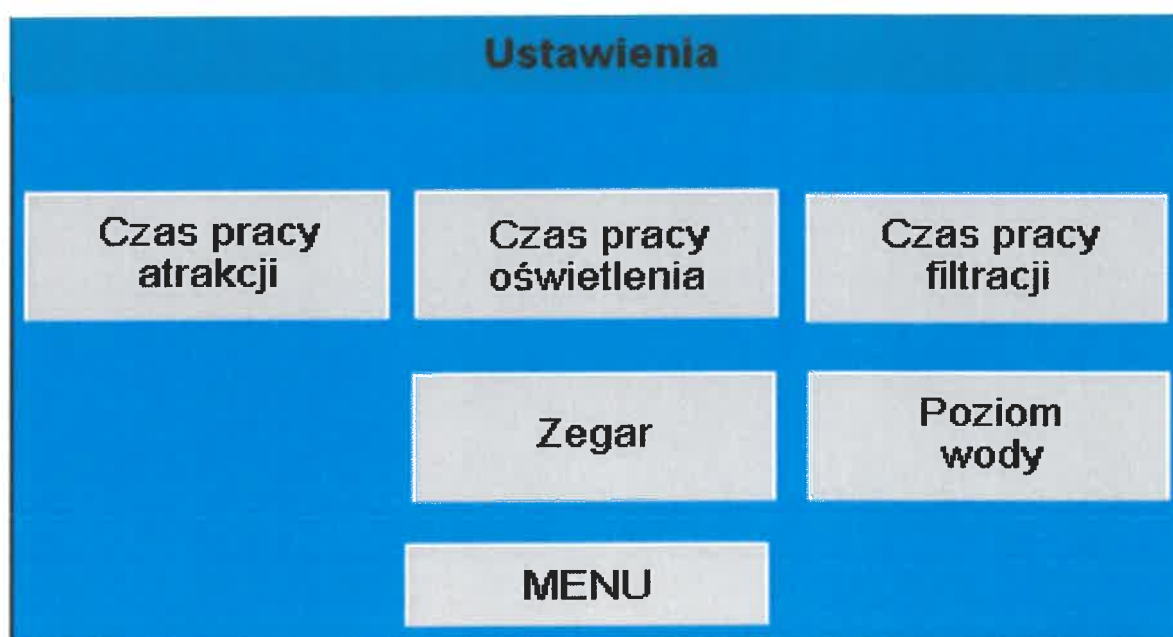 Ustawienia
Czas pracy
atrakcji
Czas pracy
oświetlenia
Czas pracy
filtracji
Zegar
Poziom
wody
MENU